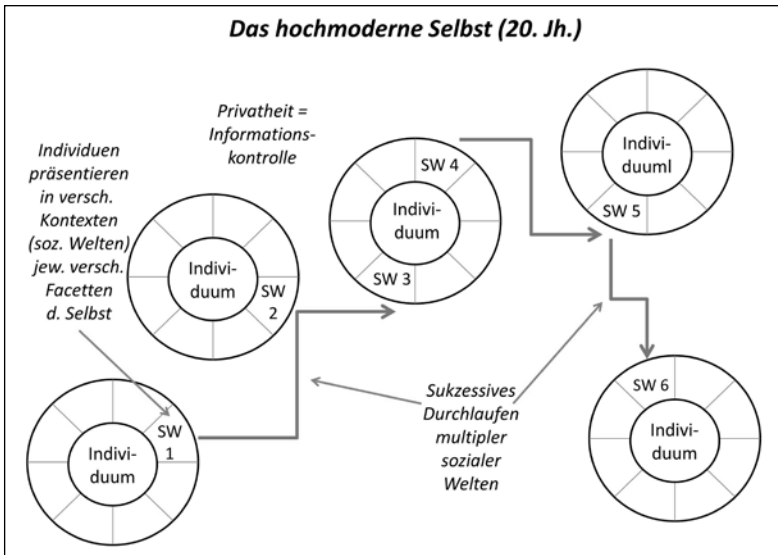 Das hochmoderne Selbst (20. Jh.)
Privatheit =
Informations-
kontrolle
Individuen
präsentieren
in versch.
Kontexten
(soz. Welten)
jew. versch.
Facetten
d. Selbst
Indivi-
duum
SW
1
Indivi-
duum
SW
2
SW 4
Indivi-
duum
SW 3
Indivi-
duuml
SW 5
SW 6
Indivi-
duum
Sukzessives
Durchlaufen
multipler
sozialer
Welten